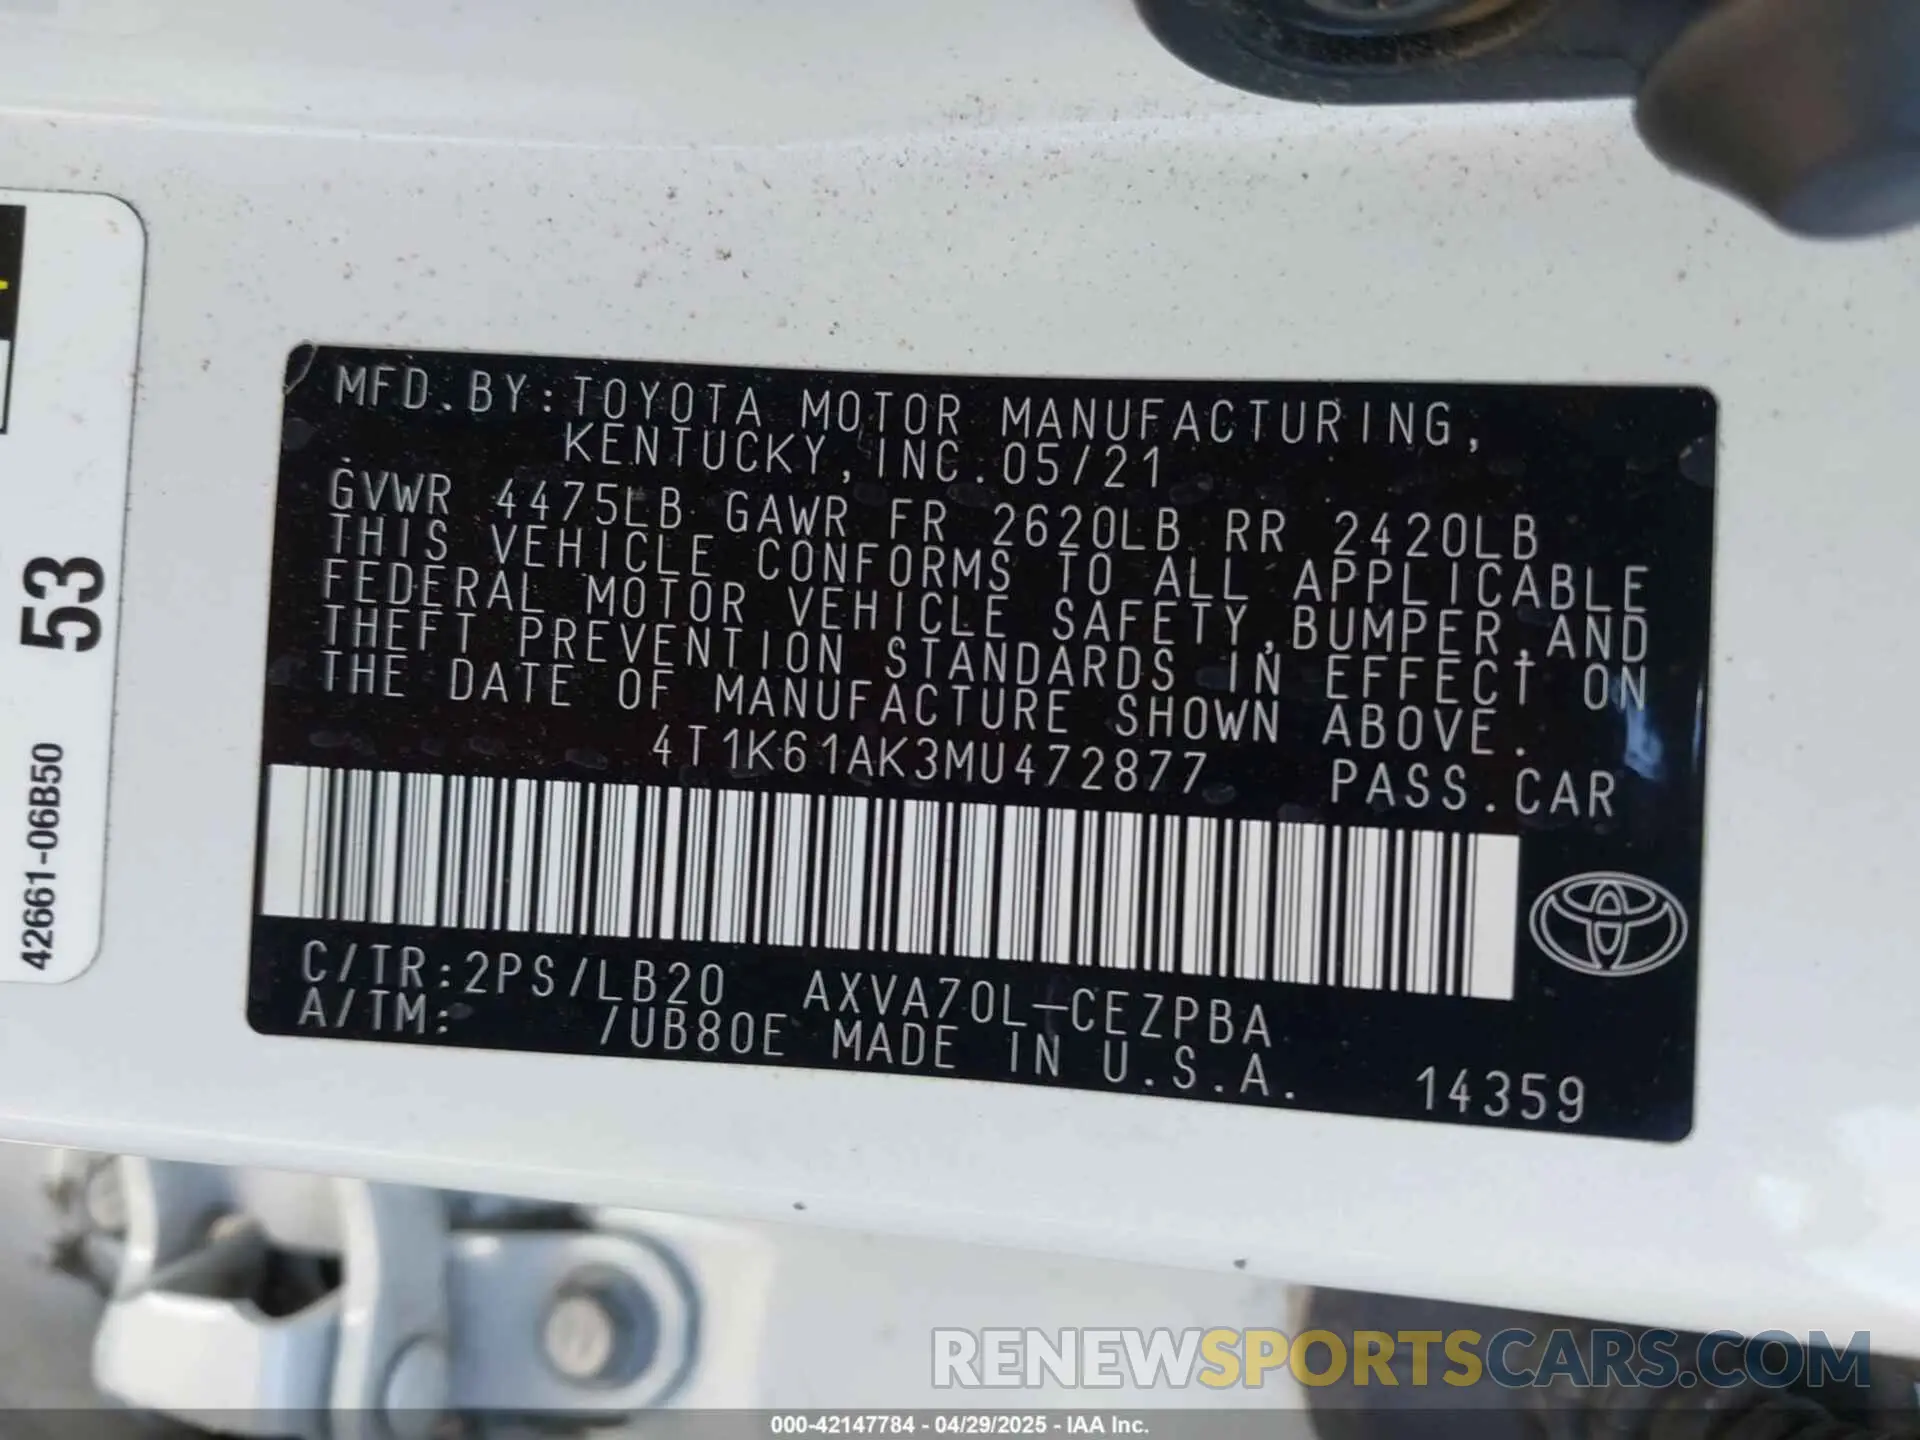 MFD.BY:TOYOTA MOTOR MANUFACTURING,
KENTUCKY,INC.05/21
GVWR 4475LB GAWR FR 2620LB RR 2420LB
THIS VEHICLE CONFORMS TO ALL APPLICABLE
FEDERAL MOTOR VEHICLE SAFETY,BUMPER,AND
THEFT PREVENTION STANDARDS IN EFFECT ON
THE DATE OF MANUFACTURE SHOWN ABOVE.
4T1K61AK3MU472877 PASS.CAR
C/TR:2PS/LB20 AXVA70L-CEZPBA
A/TM: /UB80E MADE IN U.S.A.
14359
53
42661-06B50
RENEWSPORTSCARS.COM
000-42147784 - 04/29/2025 - IAA Inc.